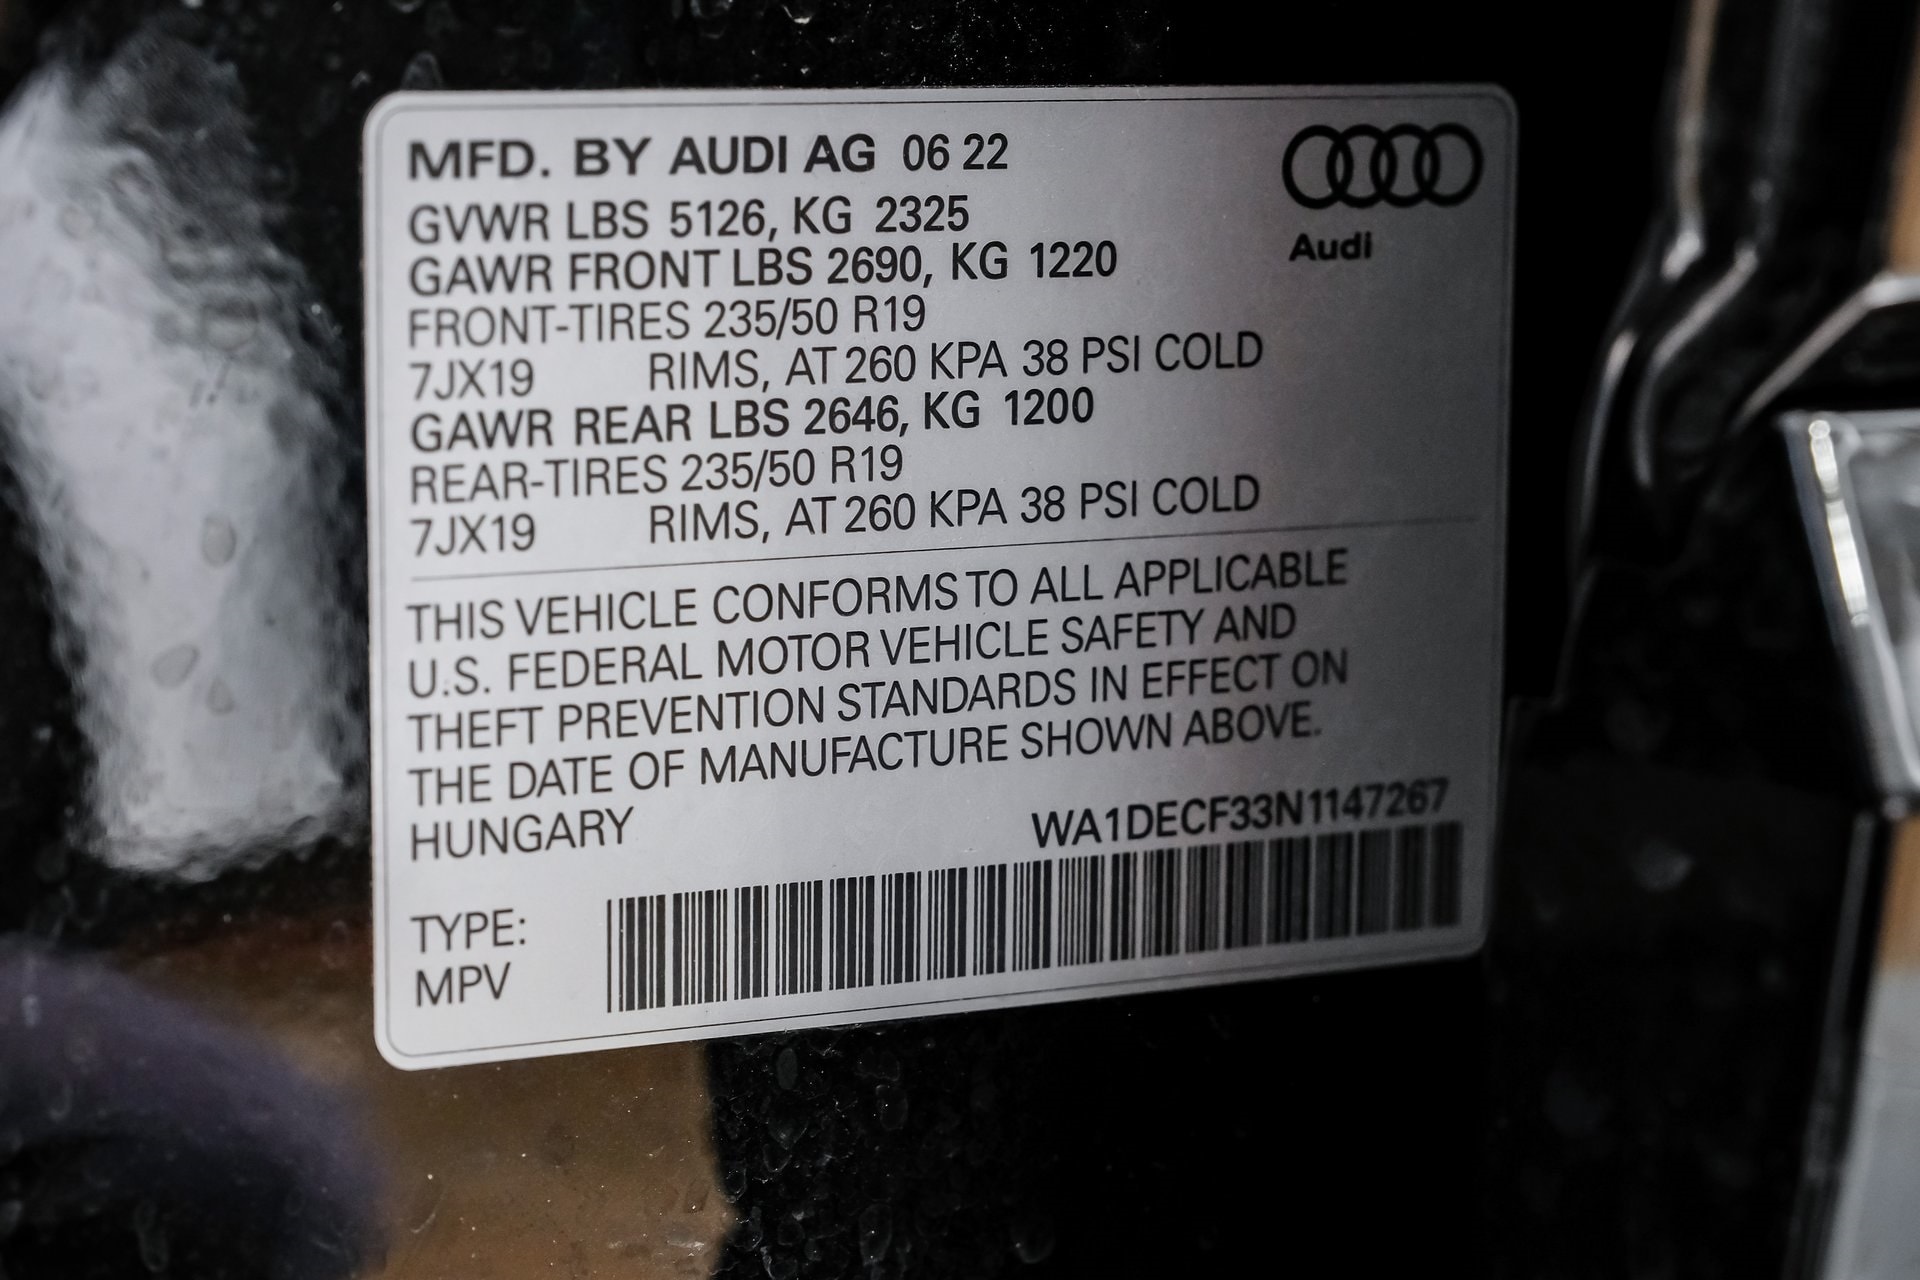 MFD. BY AUDI AG 06 22
Audi
GVWR LBS 5126, KG 2325
GAWR FRONT LBS 2690, KG 1220
FRONT-TIRES 235/50 R19
7JX19 RIMS, AT 260 KPA 38 PSI COLD
GAWR REAR LBS 2646, KG 1200
REAR-TIRES 235/50 R19
7JX19 RIMS, AT 260 KPA 38 PSI COLD
THIS VEHICLE CONFORMS TO ALL APPLICABLE
U.S. FEDERAL MOTOR VEHICLE SAFETY AND
THEFT PREVENTION STANDARDS IN EFFECT ON
THE DATE OF MANUFACTURE SHOWN ABOVE.
HUNGARY WA1DECF33N1147267
TYPE:
MPV